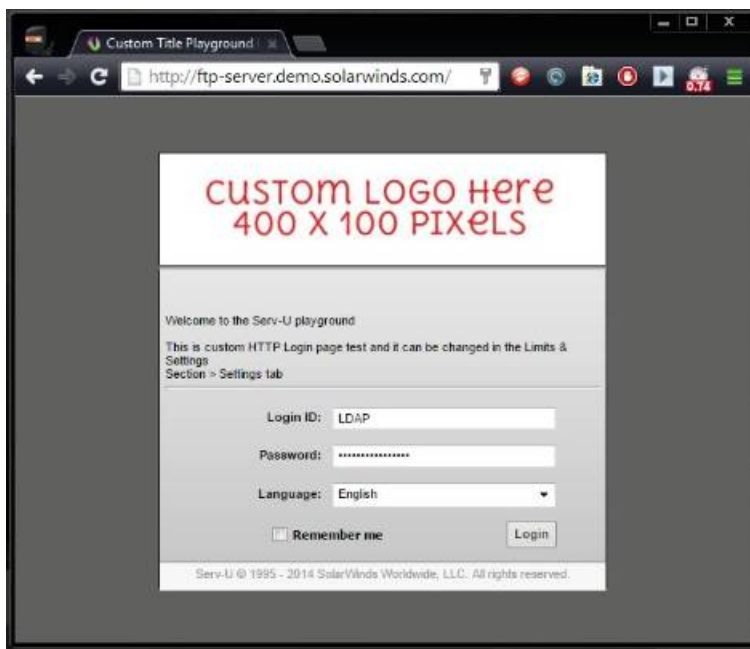 Custom Title Playground
http://ftp-server.demo.solarwinds.com/
0.74
CUSTOM LOGO Here
400 X 100 PIXELS
Welcome to the Serv-U playground
This is custom HTTP Login page test and it can be changed in the Limits &
Settings
Section > Settings tab
Login ID: LDAP
Password: ••••••••••••••••
Language: English
Remember me Login
Serv-U © 1995 - 2014 SolarWinds Worldwide, LLC. All rights reserved.